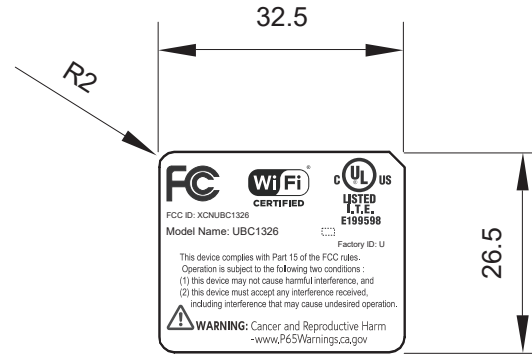 32.5
R2
26.5
FC
Wi Fi
®
CERTIFIED
C UL US
®
LISTED
I.T.E.
E199598
FCC ID: XCNUBC1326
Model Name: UBC1326
Factory ID: U
This device complies with Part 15 of the FCC rules.
Operation is subject to the following two conditions :
(1) this device may not cause harmful interference, and
(2) this device must accept any interference received,
including interference that may cause undesired operation.
WARNING: Cancer and Reproductive Harm
-www.P65Warnings.ca.gov